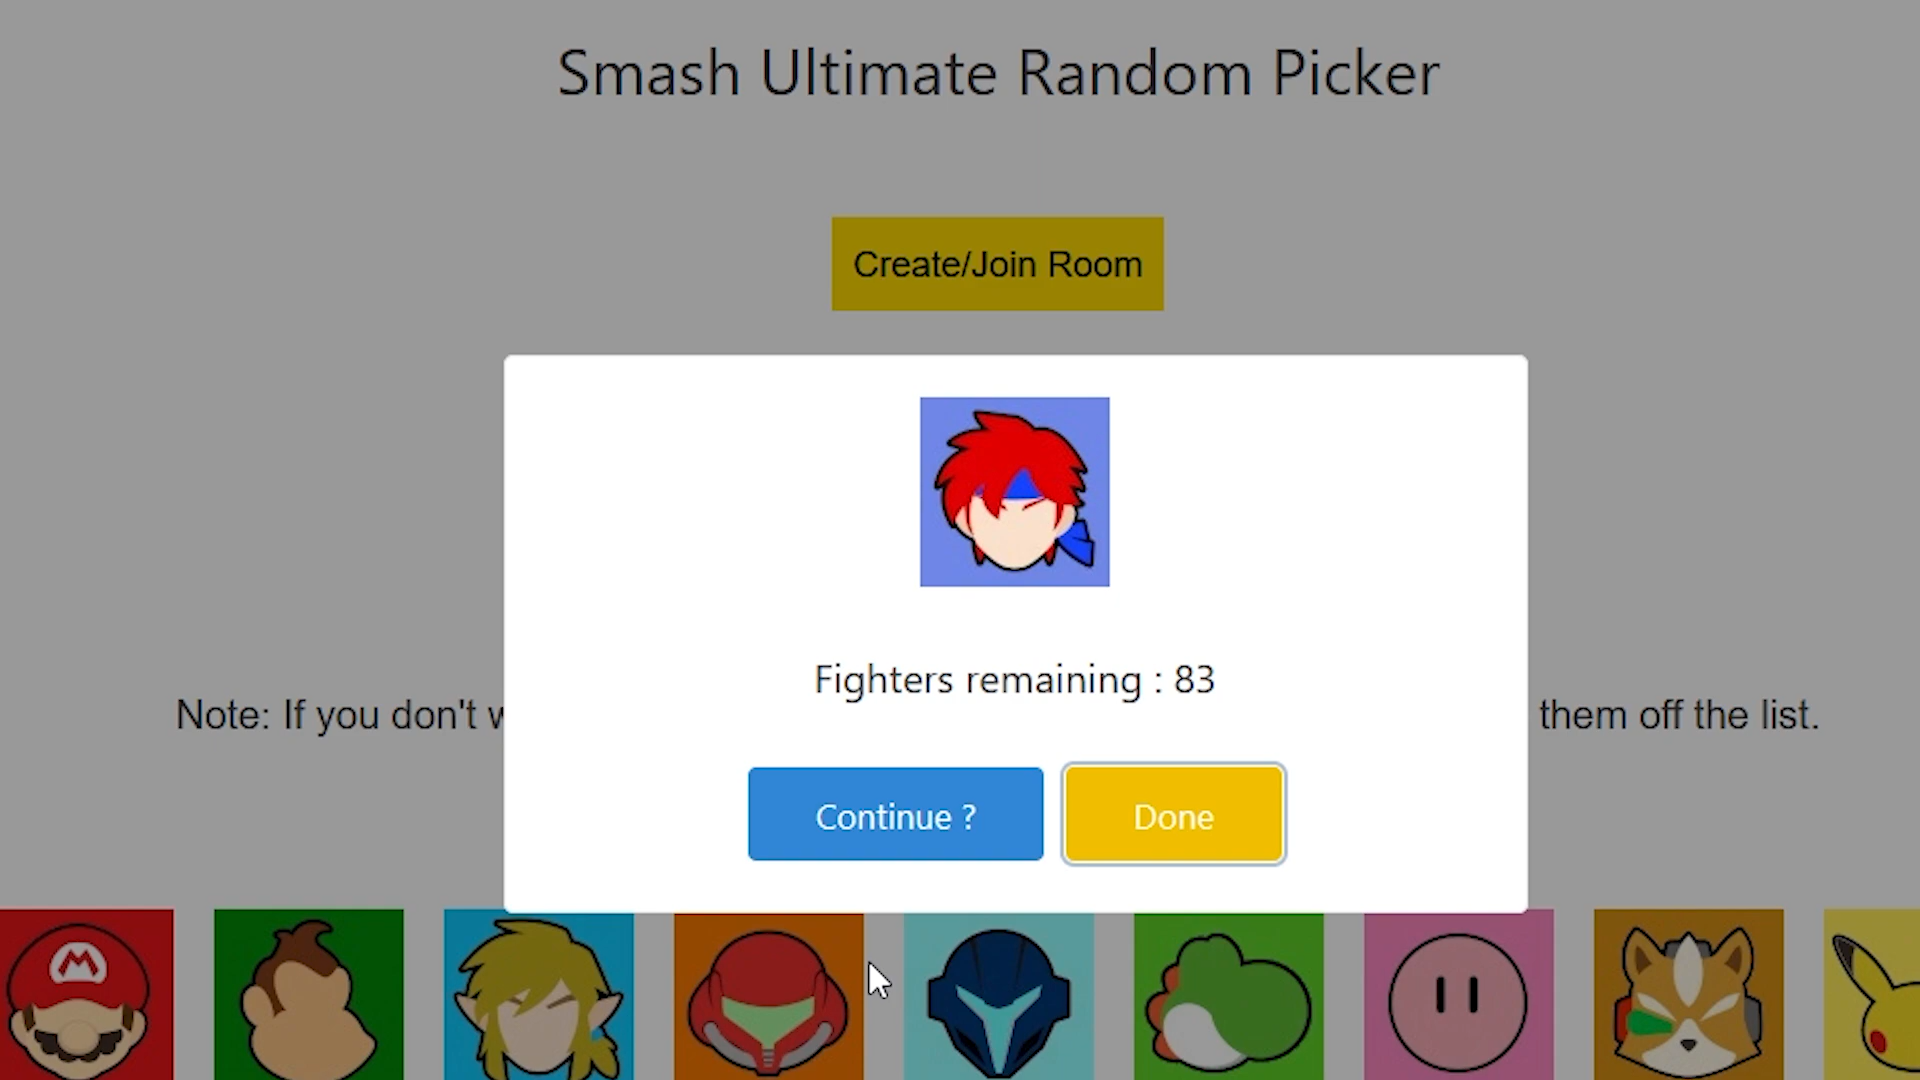 Smash Ultimate Random Picker
Create/Join Room
Fighters remaining : 83
Note: If you don't
them off the list.
Continue ?
Done
M